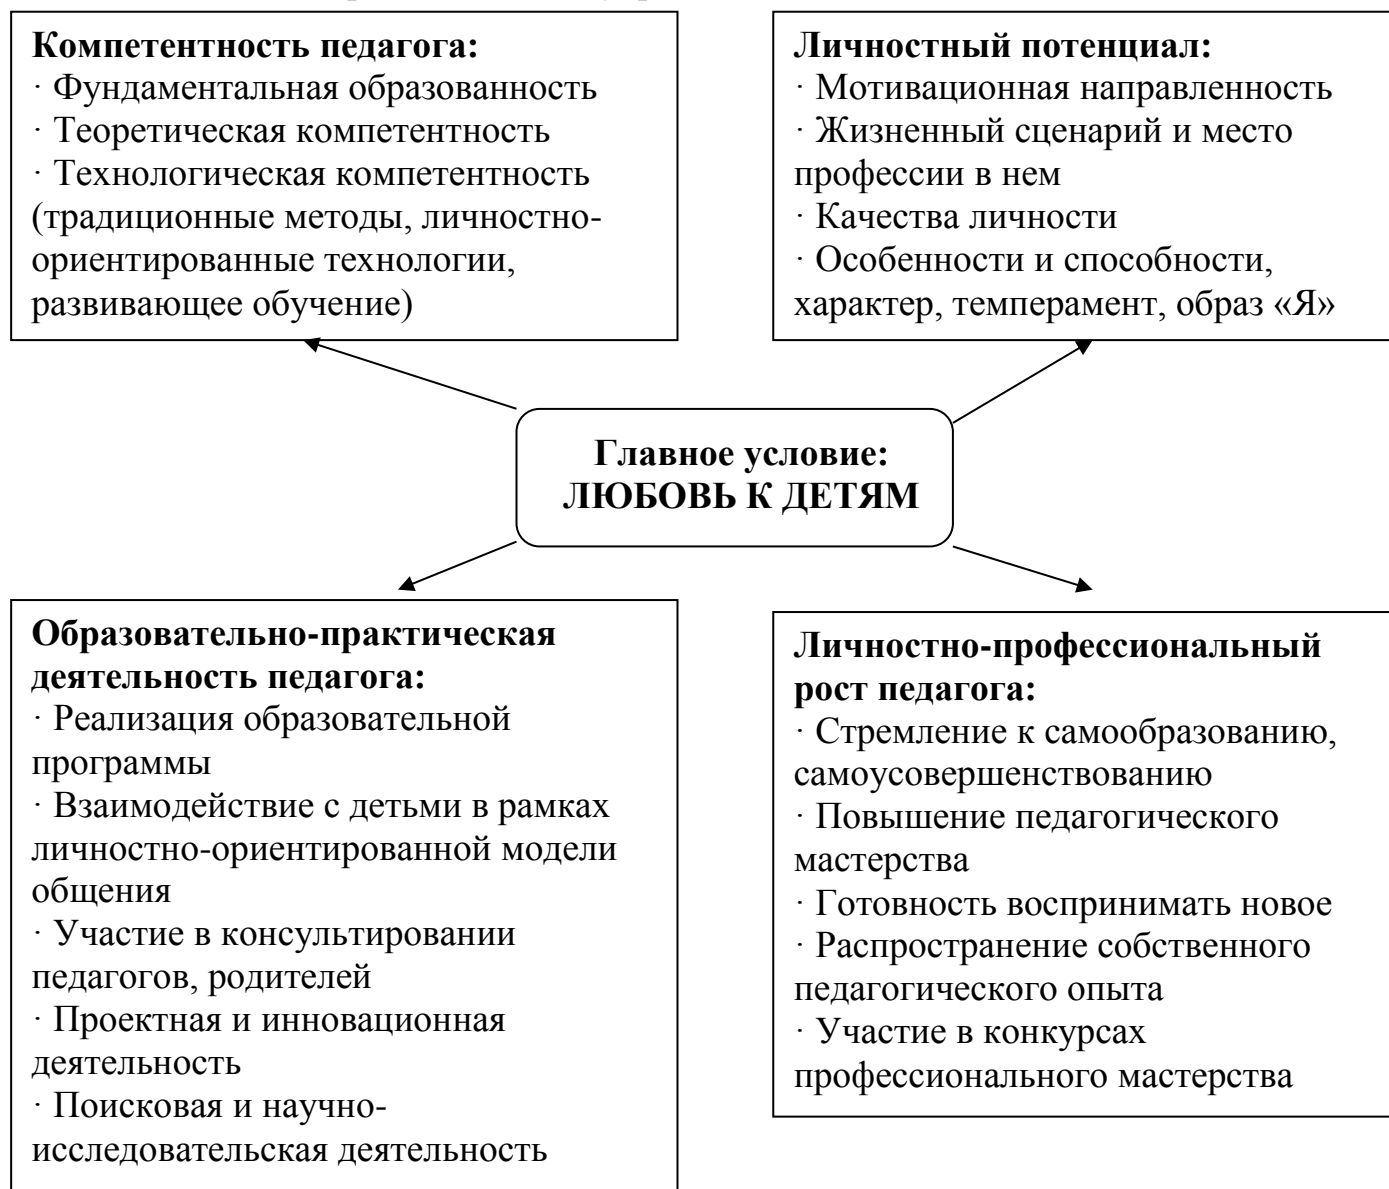 Компетентность педагога:
· Фундаментальная образованность
· Теоретическая компетентность
· Технологическая компетентность
(традиционные методы, личностно-
ориентированные технологии,
развивающее обучение)
Личностный потенциал:
· Мотивационная направленность
· Жизненный сценарий и место
профессии в нем
· Качества личности
· Особенности и способности,
характер, темперамент, образ «Я»
Главное условие:
ЛЮБОВЬ К ДЕТЯМ
Образовательно-практическая
деятельность педагога:
· Реализация образовательной
программы
· Взаимодействие с детьми в рамках
личностно-ориентированной модели
общения
· Участие в консультировании
педагогов, родителей
· Проектная и инновационная
деятельность
· Поисковая и научно-
исследовательская деятельность
Личностно-профессиональный
рост педагога:
· Стремление к самообразованию,
самоусовершенствованию
· Повышение педагогического
мастерства
· Готовность воспринимать новое
· Распространение собственного
педагогического опыта
· Участие в конкурсах
профессионального мастерства